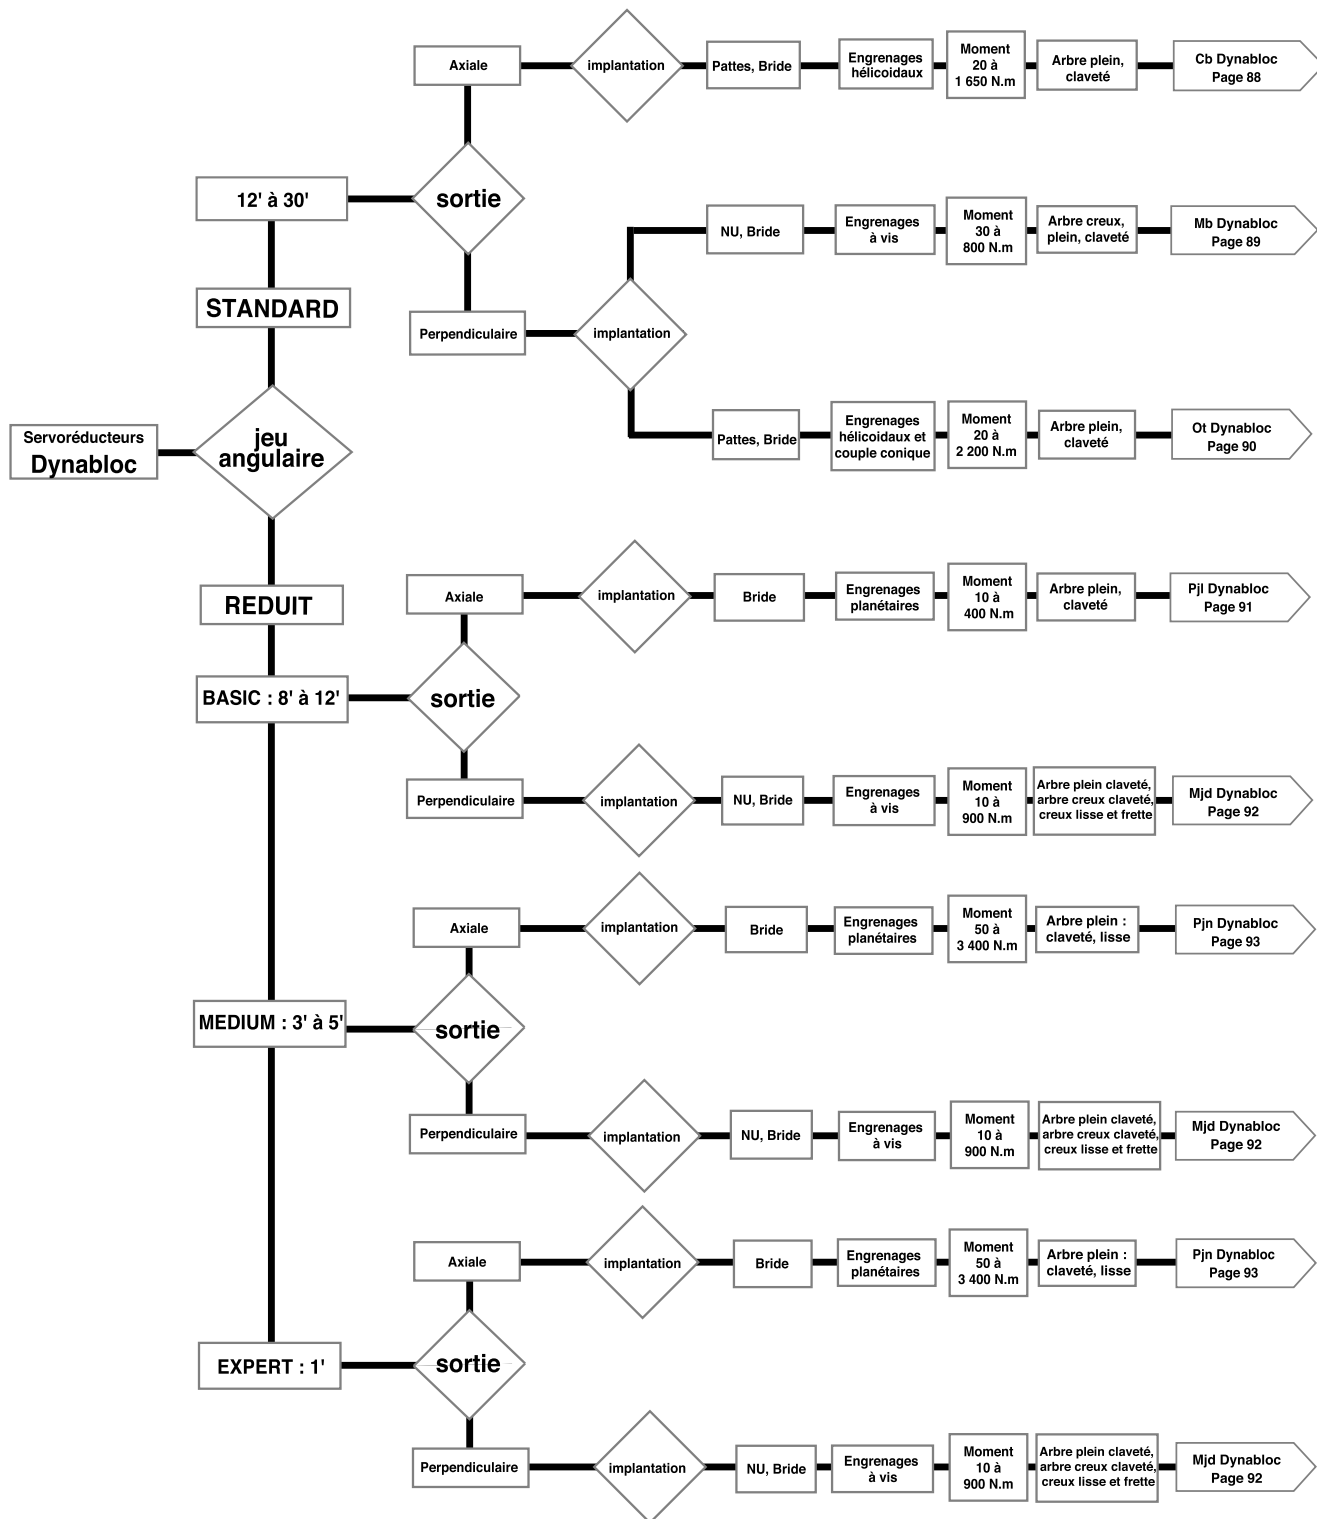 Servoréducteurs
Dynabloc
jeu
angulaire
STANDARD
12' à 30'
sortie
Axiale
implantation
Pattes, Bride
Engrenages
hélicoidaux
Moment
20 à
1 650 N.m
Arbre plein,
claveté
Cb Dynabloc
Page 88
Perpendiculaire
implantation
NU, Bride
Engrenages
à vis
Moment
30 à
800 N.m
Arbre creux,
plein, claveté
Mb Dynabloc
Page 89
Pattes, Bride
Engrenages
hélicoidaux et
couple conique
Moment
20 à
2 200 N.m
Arbre plein,
claveté
Ot Dynabloc
Page 90
REDUIT
BASIC : 8' à 12'
sortie
Axiale
implantation
Bride
Engrenages
planétaires
Moment
10 à
400 N.m
Arbre plein,
claveté
Pjl Dynabloc
Page 91
Perpendiculaire
implantation
NU, Bride
Engrenages
à vis
Moment
10 à
900 N.m
Arbre plein claveté,
arbre creux claveté,
creux lisse et frette
Mjd Dynabloc
Page 92
MEDIUM : 3' à 5'
sortie
Axiale
implantation
Bride
Engrenages
planétaires
Moment
50 à
3 400 N.m
Arbre plein :
claveté, lisse
Pjn Dynabloc
Page 93
Perpendiculaire
implantation
NU, Bride
Engrenages
à vis
Moment
10 à
900 N.m
Arbre plein claveté,
arbre creux claveté,
creux lisse et frette
Mjd Dynabloc
Page 92
EXPERT : 1'
sortie
Axiale
implantation
Bride
Engrenages
planétaires
Moment
50 à
3 400 N.m
Arbre plein :
claveté, lisse
Pjn Dynabloc
Page 93
Perpendiculaire
implantation
NU, Bride
Engrenages
à vis
Moment
10 à
900 N.m
Arbre plein claveté,
arbre creux claveté,
creux lisse et frette
Mjd Dynabloc
Page 92